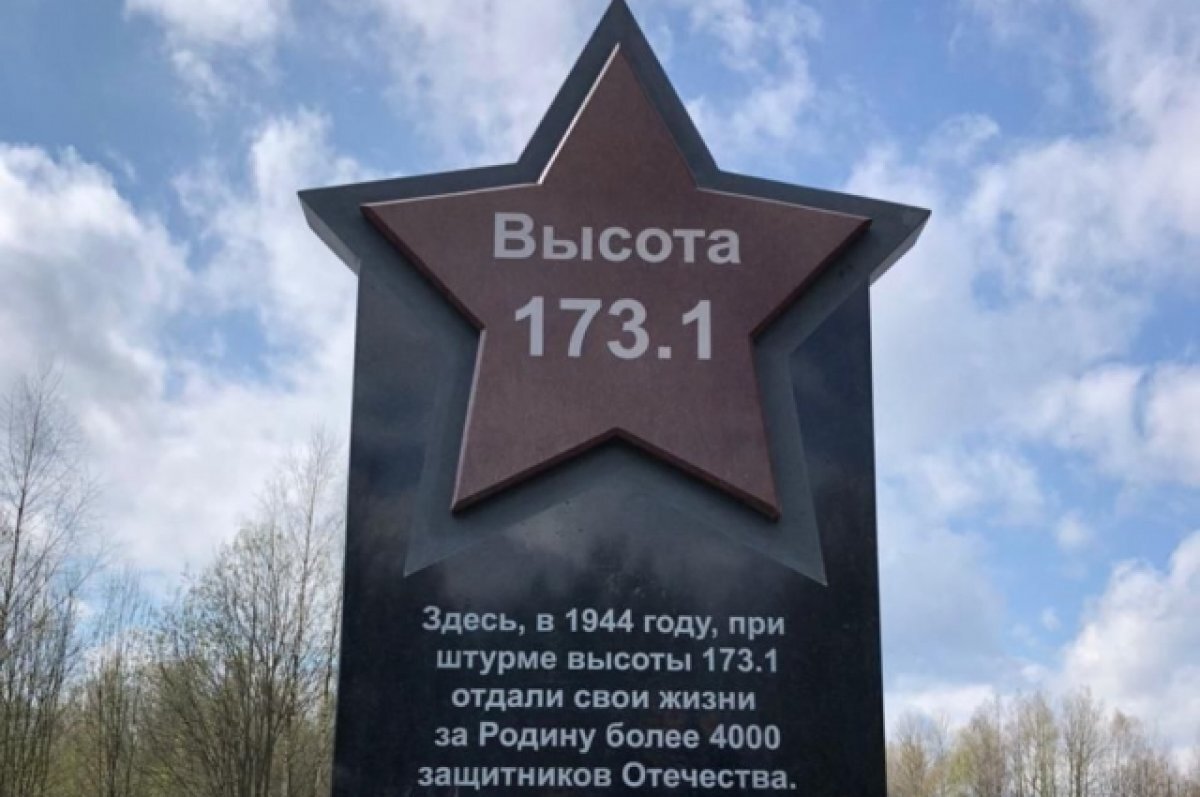 Высота
173.1
Здесь, в 1944 году, при
штурме высоты 173.1
отдали свои жизни
за Родину более 4000
защитников Отечества.